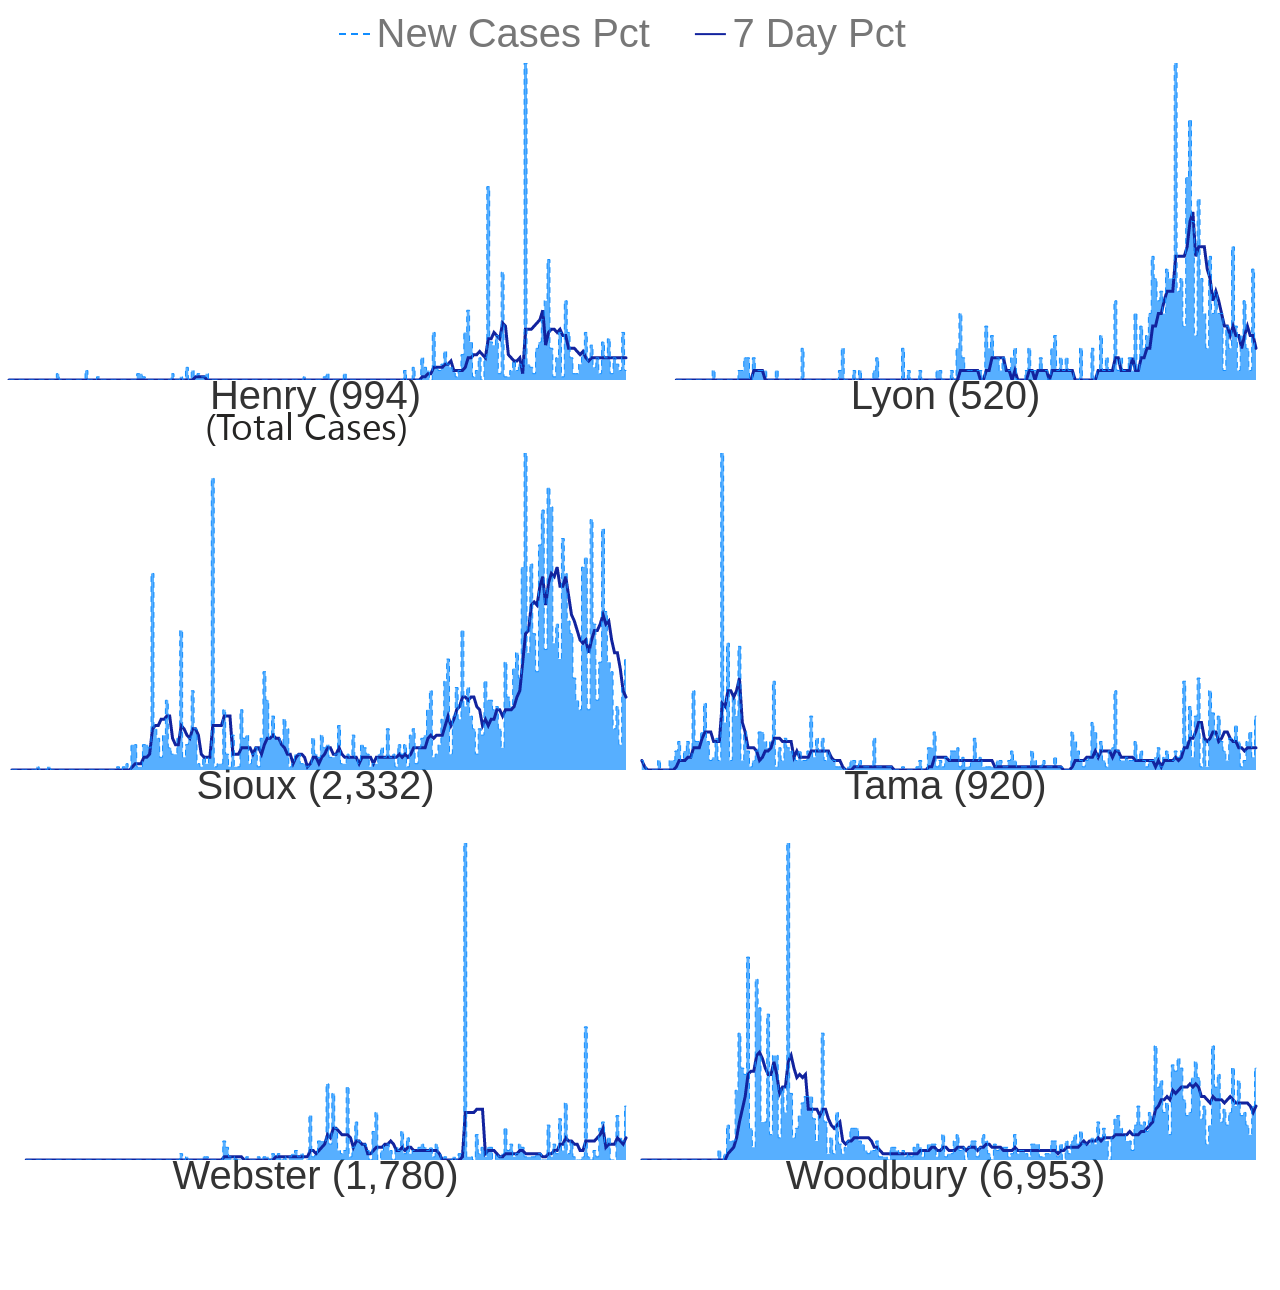 New Cases Pct 7 Day Pct
Henry (994) Lyon (520)
(Total Cases)
Sioux (2,332) Tama (920)
Webster (1,780) Woodbury (6,953)